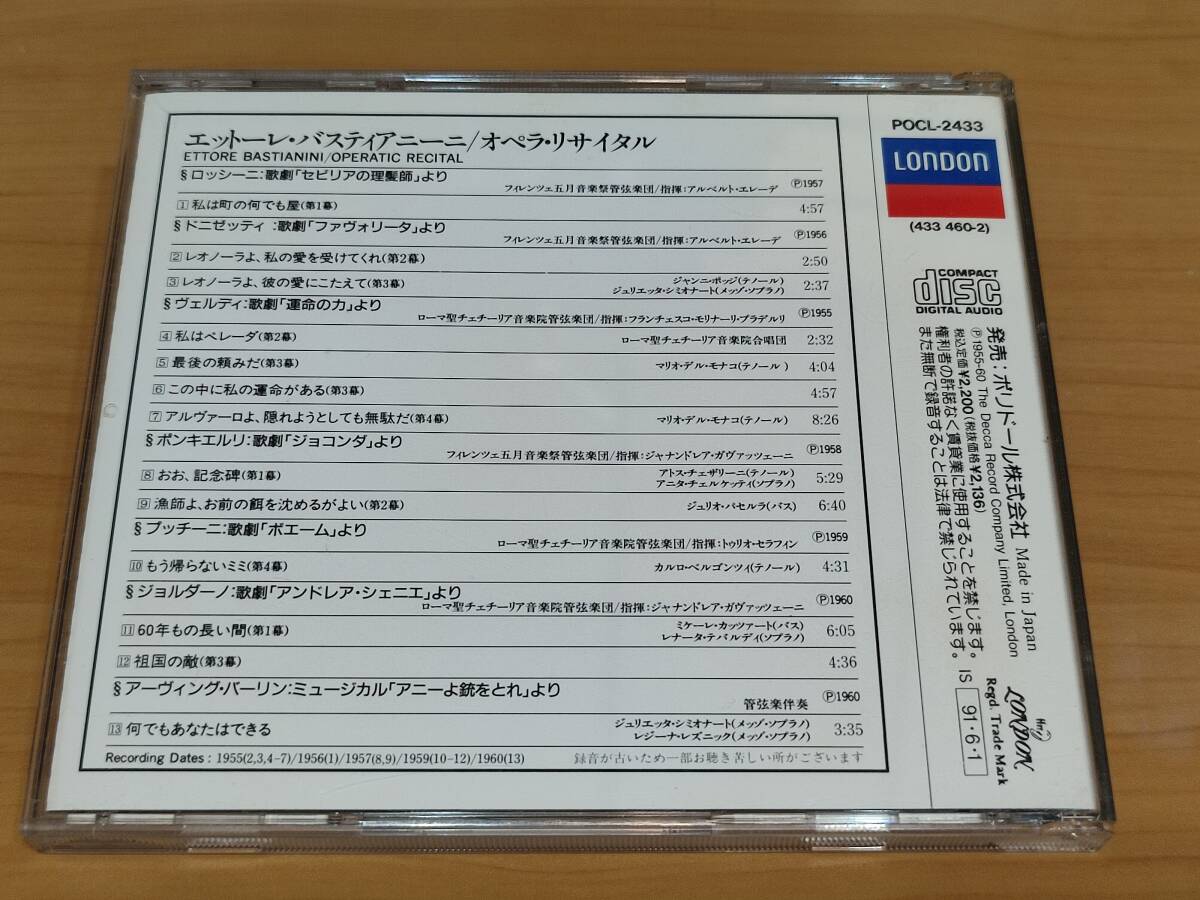 エットーレ・バスティアニーニ/オペラ・リサイタル
ETTORE BASTIANINI/OPERATIC RECITAL
§ロッシーニ:歌劇「セビリアの理髪師」より
フィレンツェ五月音楽祭管弦楽団/指揮:アルベルト・エレーデ
Ⓟ1957
1 私は町の何でも屋(第1幕) 4:57
§ドニゼッティ:歌劇「ファヴォリータ」より
フィレンツェ五月音楽祭管弦楽団/指揮:アルベルト・エレーデ
Ⓟ1956
2 レオノーラよ、私の愛を受けてくれ(第2幕) 2:50
3 レオノーラよ、彼の愛にこたえて(第3幕) ジャンニ・ポッジ(テノール) 2:37
ジュリエッタ・シミオナート(メッゾ・ソプラノ)
§ヴェルディ:歌劇「運命の力」より
ローマ聖チェチーリア音楽院管弦楽団/指揮:フランチェスコ・モリナーリ・プラデルリ
Ⓟ1955
4 私はペレーダ(第2幕) ローマ聖チェチーリア音楽院合唱団 2:32
5 最後の頼みだ(第3幕) マリオ・デル・モナコ(テノール) 4:04
6 この中に私の運命がある(第3幕) 4:57
7 アルヴァーロよ、隠れようとしても無駄だ(第4幕) マリオ・デル・モナコ(テノール) 8:26
§ポンキエルリ:歌劇「ジョコンダ」より
フィレンツェ五月音楽祭管弦楽団/指揮:ジャナンドレア・ガヴァッツェーニ
Ⓟ1958
8 おお、記念碑(第1幕) アトス・チェザリーニ(テノール) 5:29
アニタ・チェルケッティ(ソプラノ)
9 漁師よ、お前の餌を沈めるがよい(第2幕) ジュリオ・バセルラ(バス) 6:40
§プッチーニ:歌劇「ボエーム」より
ローマ聖チェチーリア音楽院管弦楽団/指揮:トゥリオ・セラフィン
Ⓟ1959
10 もう帰らないミミ(第4幕) カルロ・ベルゴンツィ(テノール) 4:31
§ジョルダーノ:歌劇「アンドレア・シェニエ」より
ローマ聖チェチーリア音楽院管弦楽団/指揮:ジャナンドレア・ガヴァッツェーニ
Ⓟ1960
11 60年もの長い間(第1幕) ミケーレ・カッツァート(バス) 6:05
レナータ・テバルディ(ソプラノ)
12 祖国の敵(第3幕) 4:36
§アーヴィング・バーリン:ミュージカル「アニーよ銃をとれ」より
管弦楽伴奏
Ⓟ1960
13 何でもあなたはできる ジュリエッタ・シミオナート(メッゾ・ソプラノ) 3:35
レジーナ・レズニック(メッゾ・ソプラノ)
Recording Dates : 1955(2,3,4-7)/1956(1)/1957(8,9)/1959(10-12)/1960(13) 録音が古いため一部お聴き苦しい所がございます
POCL-2433
LONDON
(433 460-2)
COMPACT
disc
DIGITAL AUDIO
発売:ポリドール株式会社 Made in Japan
Ⓟ1955-60 The Decca Record Company Limited, London
税込定価¥2,200(税抜価格¥2,136)
権利者の許諾なく賃貸業に使用することを禁じます。
また無断で録音することは法律で禁じられています。
IS 91・6・1
LONDON
Regd. Trade Mark